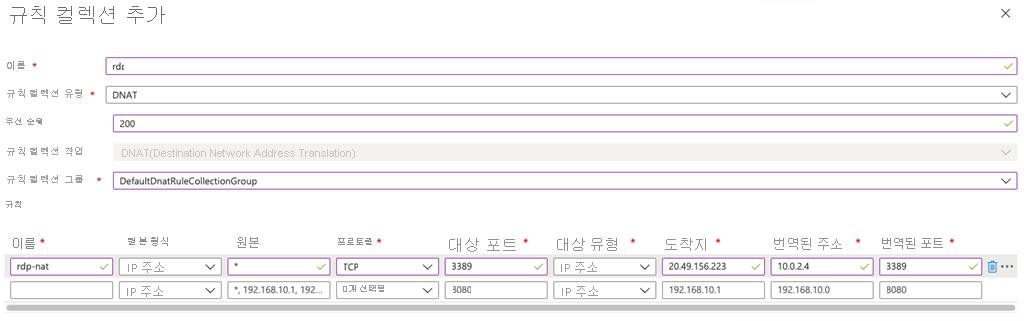 규칙 컬렉션 추가
이름 *
규칙 컬렉션 유형 * DNAT
우선 순위 200
규칙 컬렉션 작업 DNAT(Destination Network Address Translation)
규칙 컬렉션 그룹 * DefaultDnatRuleCollectionGroup
규칙
이름 * 원본 프로토콜 * 대상 포트 * 대상 유형 * 도착지 * 번역된 주소 * 번역된 포트 *
rdp-nat IP 주소 * TCP 3389 IP 주소 20.49.156.223 10.0.2.4 3389 ...
IP 주소 *, 192.168.10.1, 192... 0개 선택됨 8080 IP 주소 192.168.10.1 192.168.10.0 8080